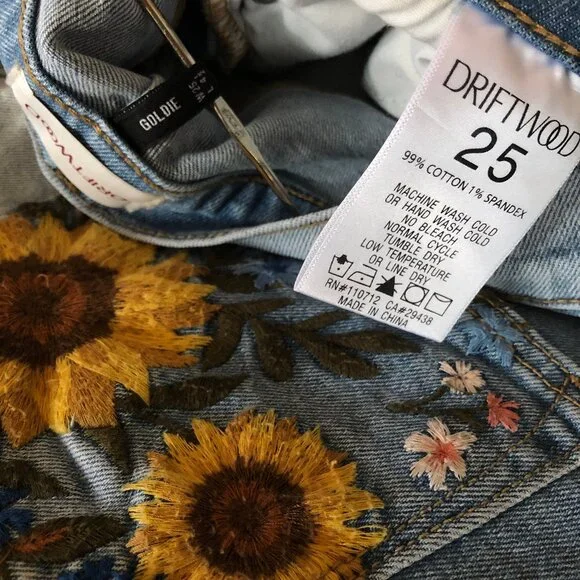 DRIFTWOOD
25
99% COTTON 1% SPANDEX
MACHINE WASH COLD
OR HAND WASH COLD
NO BLEACH
NORMAL CYCLE
TUMBLE DRY
LOW TEMPERATURE
OR LINE DRY
RN#110712 CA#29438
MADE IN CHINA
GOLDIE
DRIFTWOOD